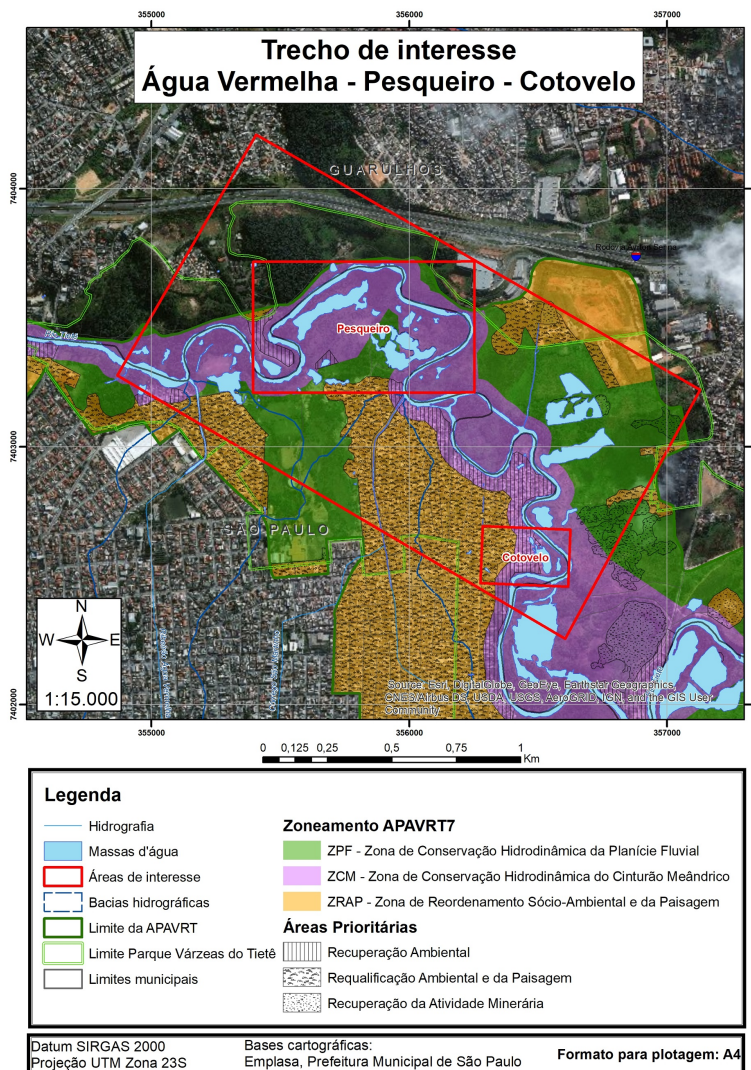 355000
356000
357000
Trecho de interesse
Água Vermelha - Pesqueiro - Cotovelo
GUARULHOS
7404000
Rio Tietê
Pesqueiro
7403000
SÃO PAULO
Cotovelo
N
W E
S
1:15.000
Source: Esri, DigitalGlobe, GeoEye, Earthstar Geographics,
CNES/Airbus DS, USDA, USGS, AeroGRID, IGN, and the GIS User
Community
7402000
355000
356000
357000
0 0,125 0,25 0,5 0,75 1
Km
Legenda
Hidrografia
Massas d'água
Áreas de interesse
Bacias hidrográficas
Limite da APAVRT
Limite Parque Várzeas do Tietê
Limites municipais
Zoneamento APAVRT7
ZPF - Zona de Conservação Hidrodinâmica da Planície Fluvial
ZCM - Zona de Conservação Hidrodinâmica do Cinturão Meândrico
ZRAP - Zona de Reordenamento Sócio-Ambiental e da Paisagem
Áreas Prioritárias
Recuperação Ambiental
Requalificação Ambiental e da Paisagem
Recuperação da Atividade Minerária
Datum SIRGAS 2000
Projeção UTM Zona 23S
Bases cartográficas:
Emplasa, Prefeitura Municipal de São Paulo
Formato para plotagem: A4